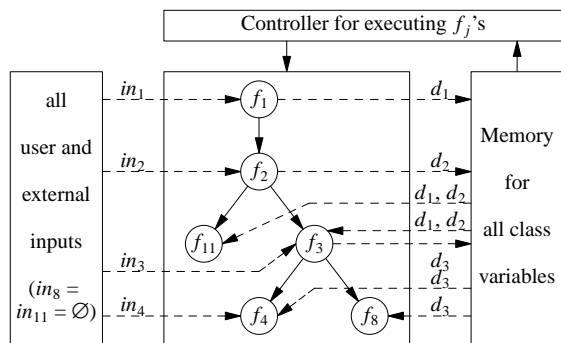 Controller for executing f_j's
all
user and
external
inputs
(in_8 =
in_11 = ∅)
in_1
in_2
in_3
in_4
f_1
f_2
f_11
f_3
f_4
f_8
d_1
d_2
d_1, d_2
d_1, d_2
d_3
d_3
d_3
Memory
for
all class
variables